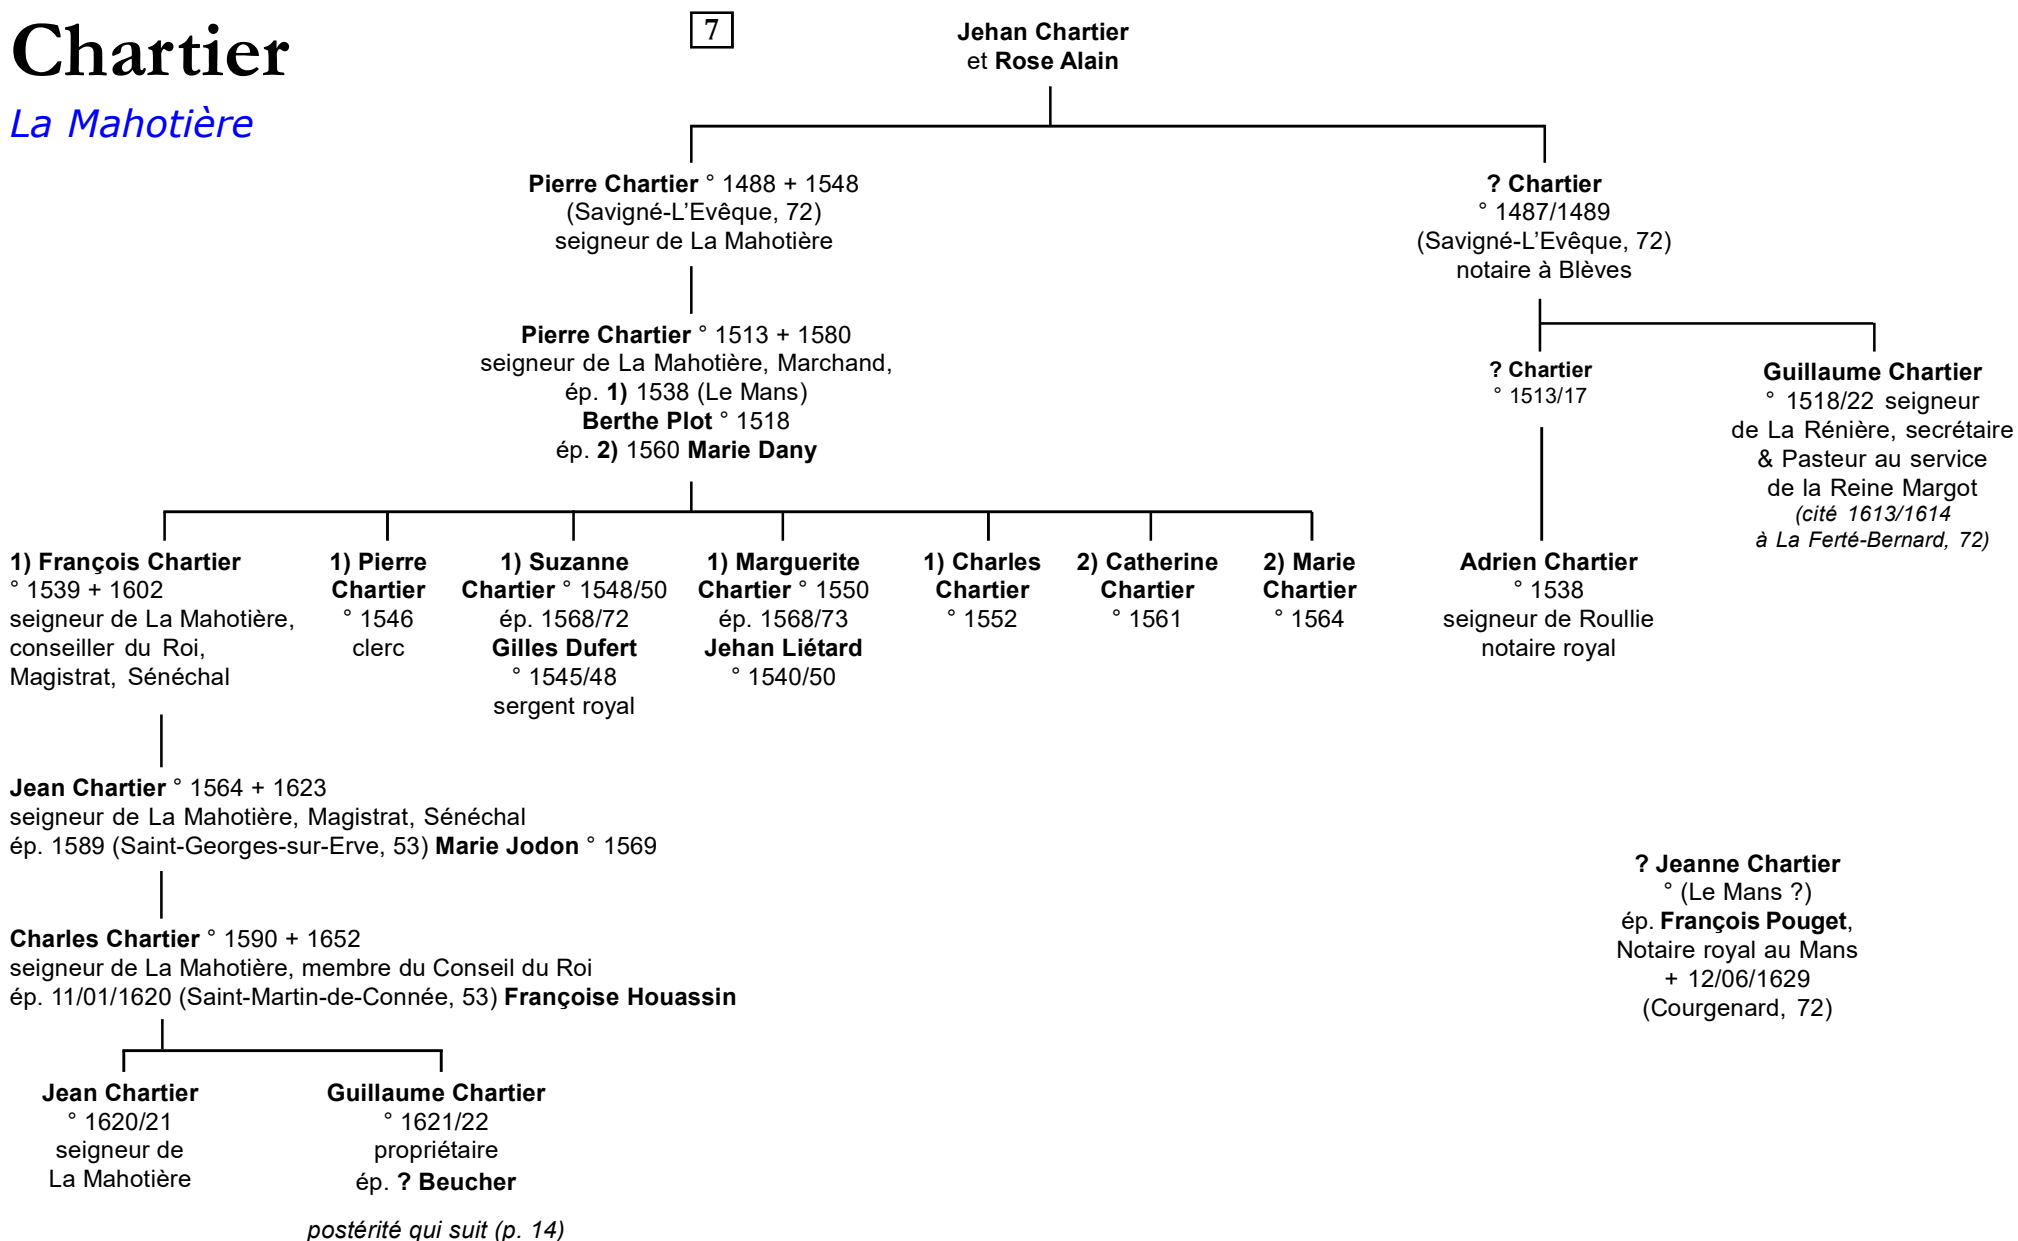 Chartier
La Mahotière
7
Jehan Chartier
et Rose Alain
Pierre Chartier ° 1488 + 1548
(Savigné-L'Evêque, 72)
seigneur de La Mahotière
? Chartier
° 1487/1489
(Savigné-L'Evêque, 72)
notaire à Blèves
Pierre Chartier ° 1513 + 1580
seigneur de La Mahotière, Marchand,
ép. 1) 1538 (Le Mans)
Berthe Plot ° 1518
ép. 2) 1560 Marie Dany
? Chartier
° 1513/17
Guillaume Chartier
° 1518/22 seigneur
de La Rénière, secrétaire
& Pasteur au service
de la Reine Margot
(cité 1613/1614
à La Ferté-Bernard, 72)
1) François Chartier
° 1539 + 1602
seigneur de La Mahotière,
conseiller du Roi,
Magistrat, Sénéchal
1) Pierre
Chartier
° 1546
clerc
1) Suzanne
Chartier ° 1548/50
ép. 1568/72
Gilles Dufert
° 1545/48
sergent royal
1) Marguerite
Chartier ° 1550
ép. 1568/73
Jehan Liétard
° 1540/50
1) Charles
Chartier
° 1552
2) Catherine
Chartier
° 1561
2) Marie
Chartier
° 1564
Adrien Chartier
° 1538
seigneur de Roullie
notaire royal
Jean Chartier ° 1564 + 1623
seigneur de La Mahotière, Magistrat, Sénéchal
ép. 1589 (Saint-Georges-sur-Erve, 53) Marie Jodon ° 1569
? Jeanne Chartier
° (Le Mans ?)
ép. François Pouget,
Notaire royal au Mans
+ 12/06/1629
(Courgenard, 72)
Charles Chartier ° 1590 + 1652
seigneur de La Mahotière, membre du Conseil du Roi
ép. 11/01/1620 (Saint-Martin-de-Connée, 53) Françoise Houassin
Jean Chartier
° 1620/21
seigneur de
La Mahotière
Guillaume Chartier
° 1621/22
propriétaire
ép. ? Beucher
postérité qui suit (p. 14)